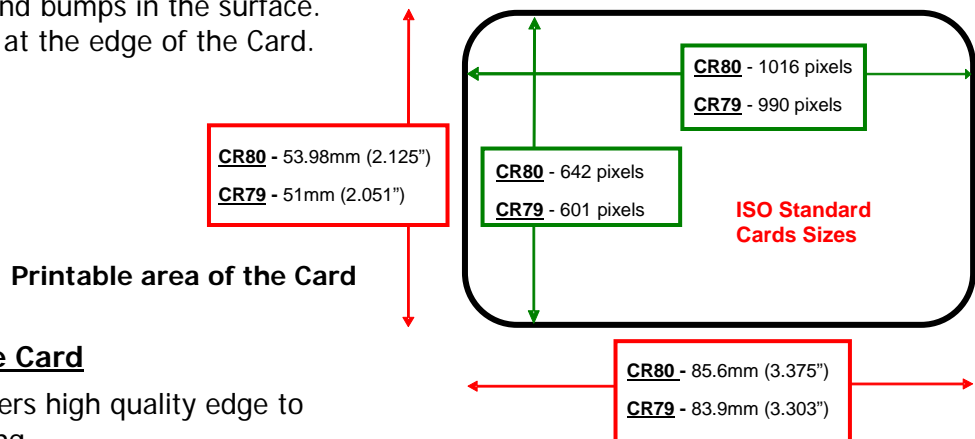 nd bumps in the surface.
at the edge of the Card.
CR80 - 1016 pixels
CR79 - 990 pixels
CR80 - 53.98mm (2.125”)
CR79 - 51mm (2.051”)
CR80 - 642 pixels
CR79 - 601 pixels
ISO Standard
Cards Sizes
Printable area of the Card
e Card
CR80 - 85.6mm (3.375”)
CR79 - 83.9mm (3.303”)
ers high quality edge to